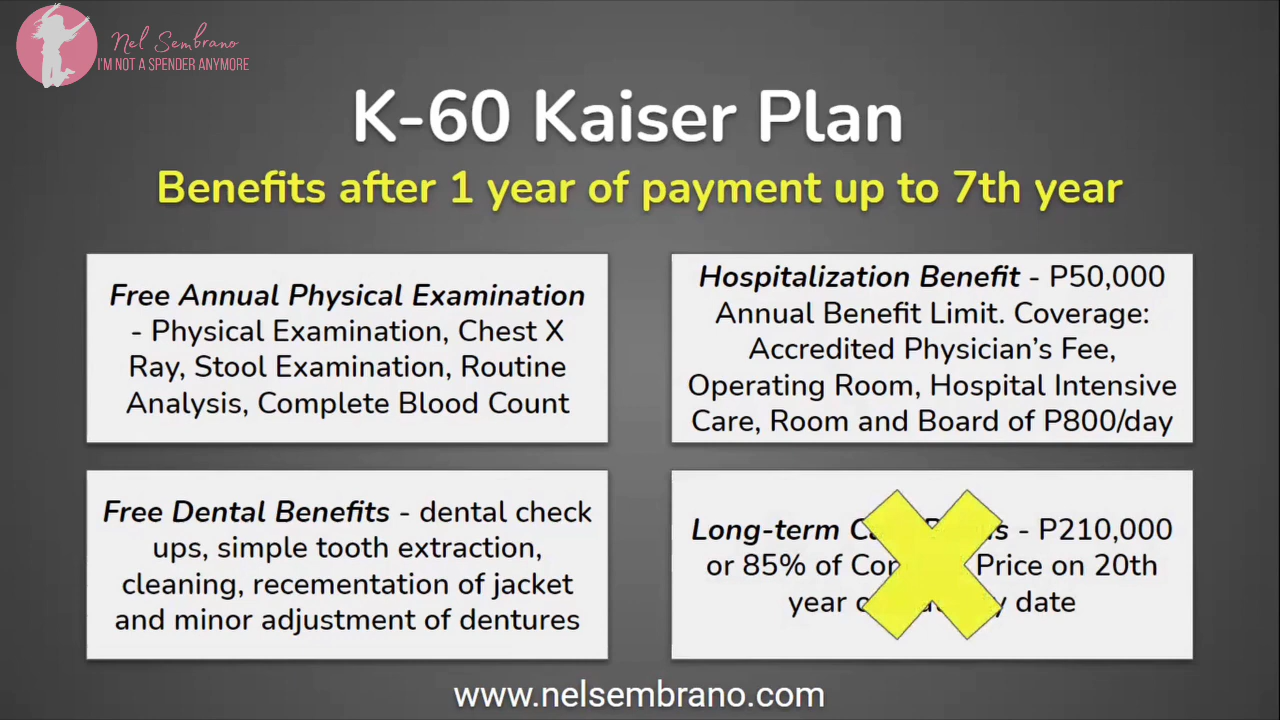 Nel Sembrano
I'M NOT A SPENDER ANYMORE
K-60 Kaiser Plan
Benefits after 1 year of payment up to 7th year
Free Annual Physical Examination
- Physical Examination, Chest X
Ray, Stool Examination, Routine
Analysis, Complete Blood Count
Hospitalization Benefit - P50,000
Annual Benefit Limit. Coverage:
Accredited Physician's Fee,
Operating Room, Hospital Intensive
Care, Room and Board of P800/day
Free Dental Benefits - dental check
ups, simple tooth extraction,
cleaning, recementation of jacket
and minor adjustment of dentures
Long-term - P210,000
or 85% of Price on 20th
year date
www.nelsembrano.com